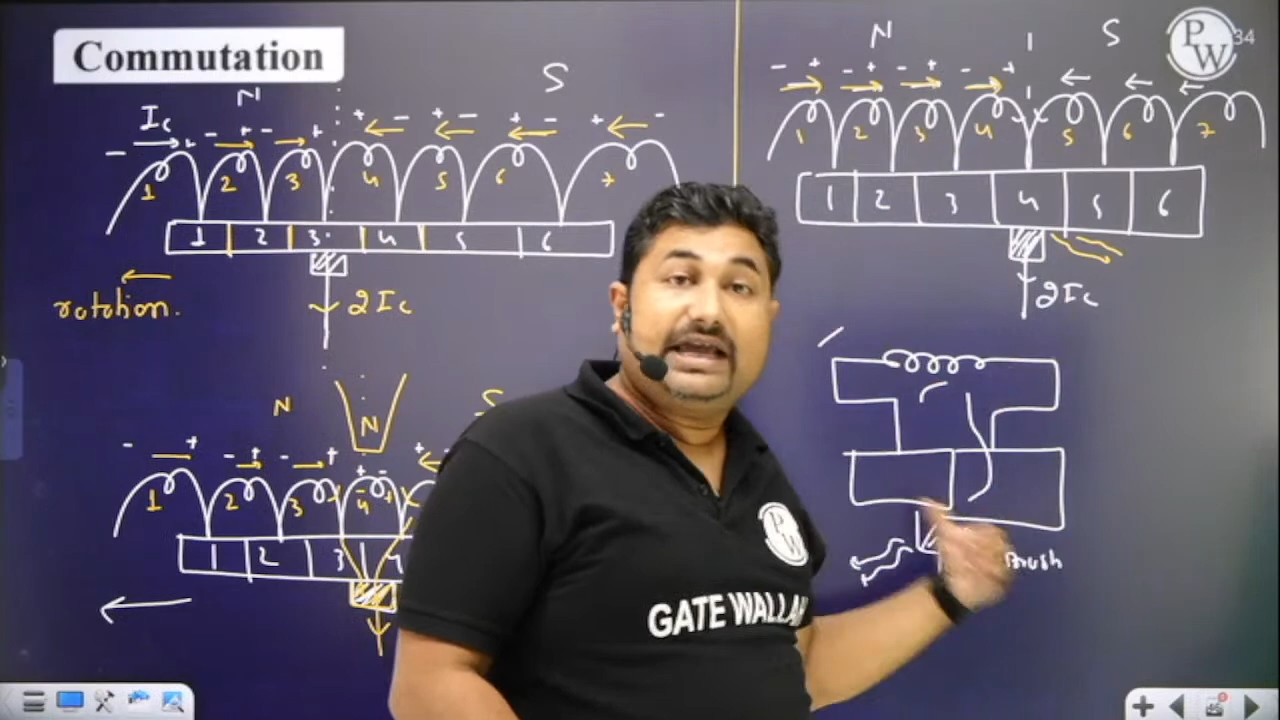 Commutation
N
S
Ic
- + - + - + + - + - + - + -
1 2 3 4 5 6 7
1 2 3 4 5 6
rotation.
2Ic
N
N
S
- + - + - + + - +
1 2 3 4
1 2 3 4
N
S
PW
34
- + - + - + - +
1 2 3 4 5 6 7
1 2 3 4 5 6
2Ic
PW
GATE WALLAH